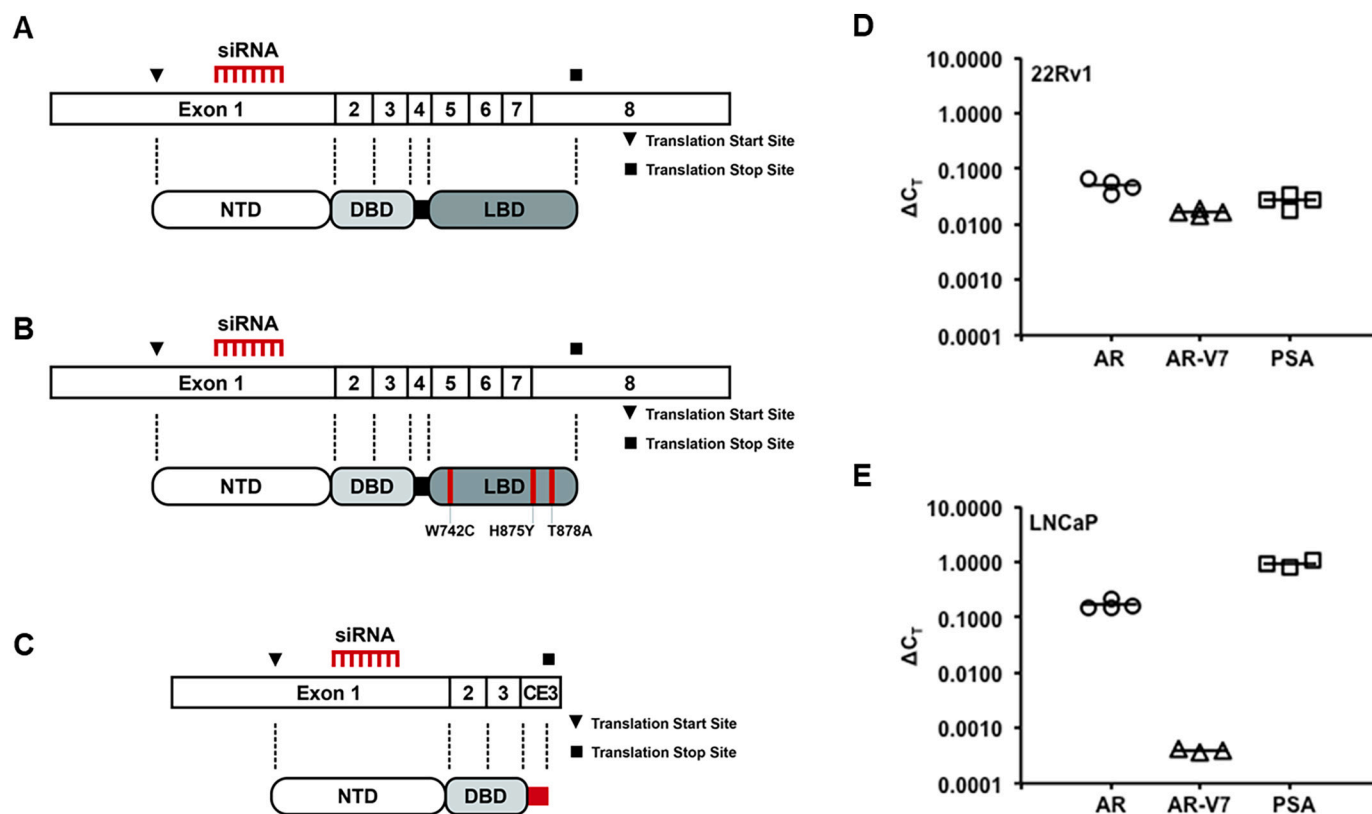 A
siRNA
Exon 1 2 3 4 5 6 7 8
Translation Start Site
Translation Stop Site
NTD DBD LBD
B
siRNA
Exon 1 2 3 4 5 6 7 8
Translation Start Site
Translation Stop Site
NTD DBD LBD
W742C H875Y T878A
C
siRNA
Exon 1 2 3 CE3
Translation Start Site
Translation Stop Site
NTD DBD
D
22Rv1
ΔCT
10.0000
1.0000
0.1000
0.0100
0.0010
0.0001
AR AR-V7 PSA
E
LNCaP
ΔCT
10.0000
1.0000
0.1000
0.0100
0.0010
0.0001
AR AR-V7 PSA